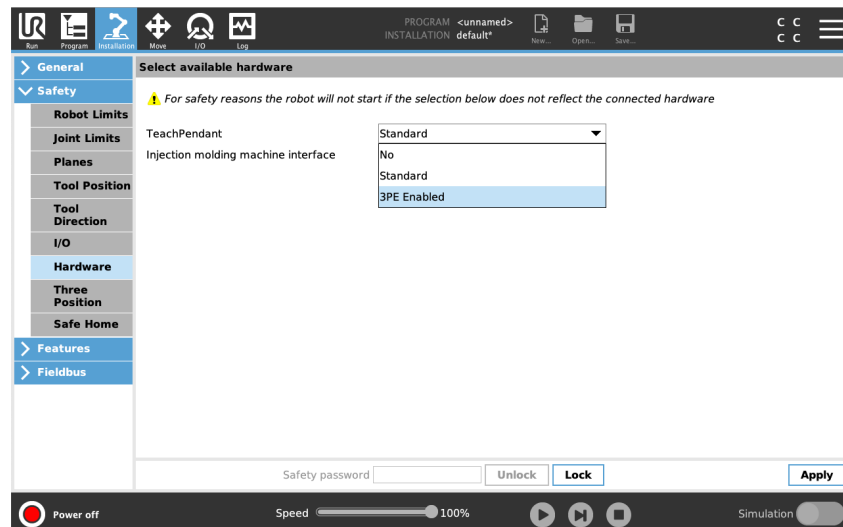 PROGRAM <unnamed>
INSTALLATION default*
Run Program Installation Move I/O Log New... Open... Save...
C C
C C
General
Safety
Robot Limits
Joint Limits
Planes
Tool Position
Tool
Direction
I/O
Hardware
Three
Position
Safe Home
Features
Fieldbus
Select available hardware
For safety reasons the robot will not start if the selection below does not reflect the connected hardware
TeachPendant Standard
Injection molding machine interface
No
Standard
3PE Enabled
Safety password Unlock Lock Apply
Power off Speed 100% Simulation